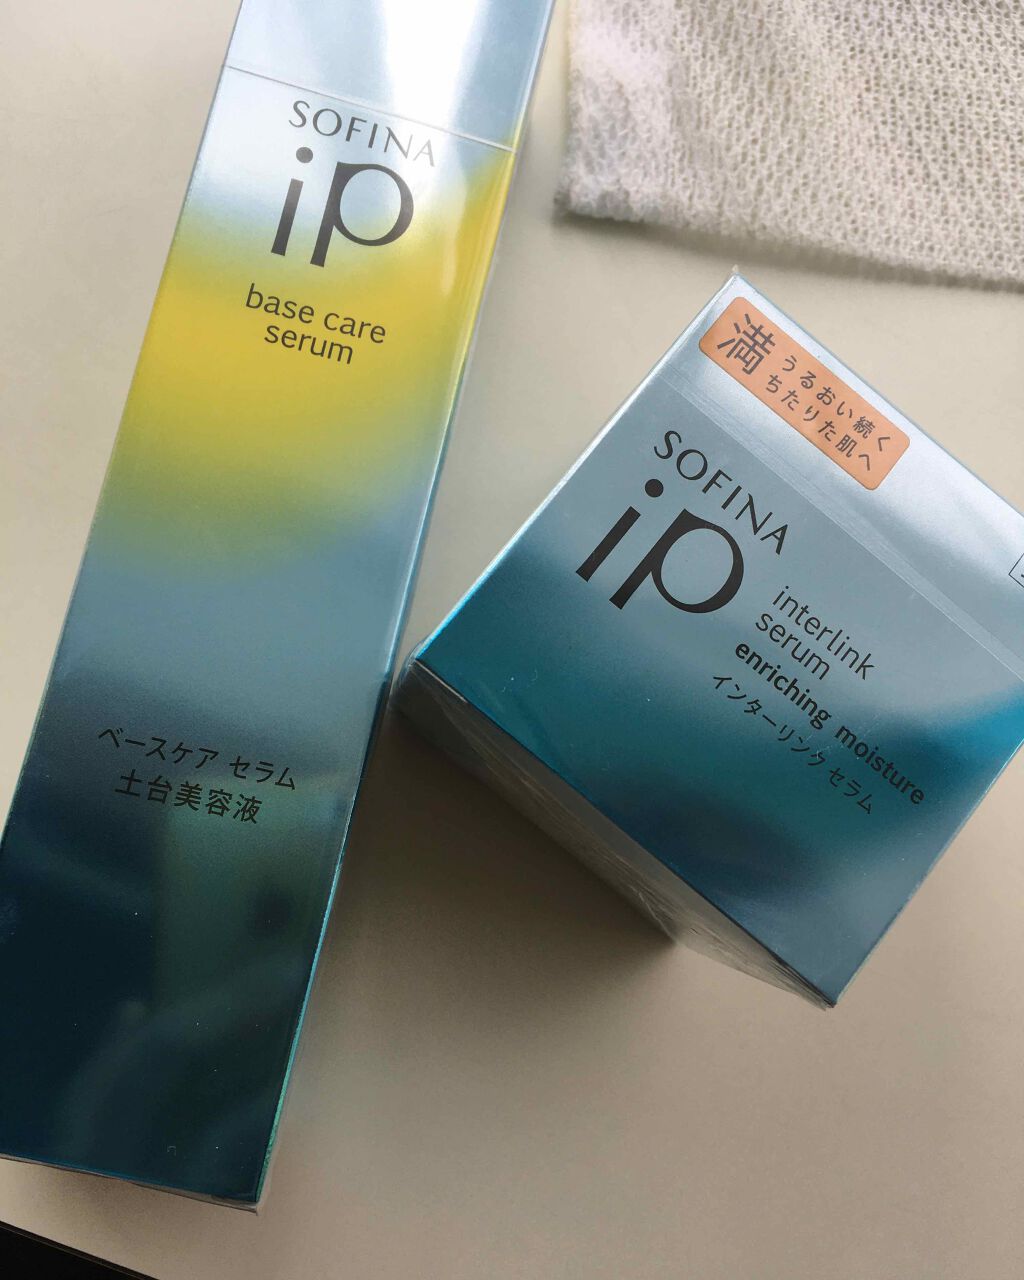 SOFINA
ip
base care
serum
ベースケア セラム
土台美容液
満
うるおい続く
ちたりた肌へ
SOFINA
ip
interlink
serum
enriching moisture
インターリンク セラム